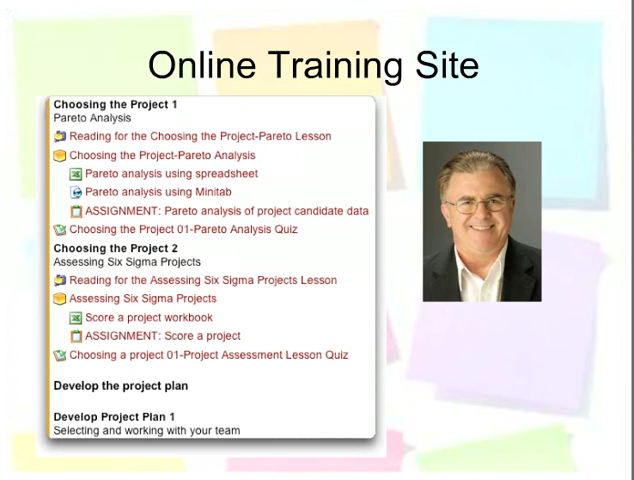 Online Training Site
Choosing the Project 1
Pareto Analysis
Reading for the Choosing the Project-Pareto Lesson
Choosing the Project-Pareto Analysis
Pareto analysis using spreadsheet
Pareto analysis using Minitab
ASSIGNMENT: Pareto analysis of project candidate data
Choosing the Project 01-Pareto Analysis Quiz
Choosing the Project 2
Assessing Six Sigma Projects
Reading for the Assessing Six Sigma Projects Lesson
Assessing Six Sigma Projects
Score a project workbook
ASSIGNMENT: Score a project
Choosing a project 01-Project Assessment Lesson Quiz
Develop the project plan
Develop Project Plan 1
Selecting and working with your team